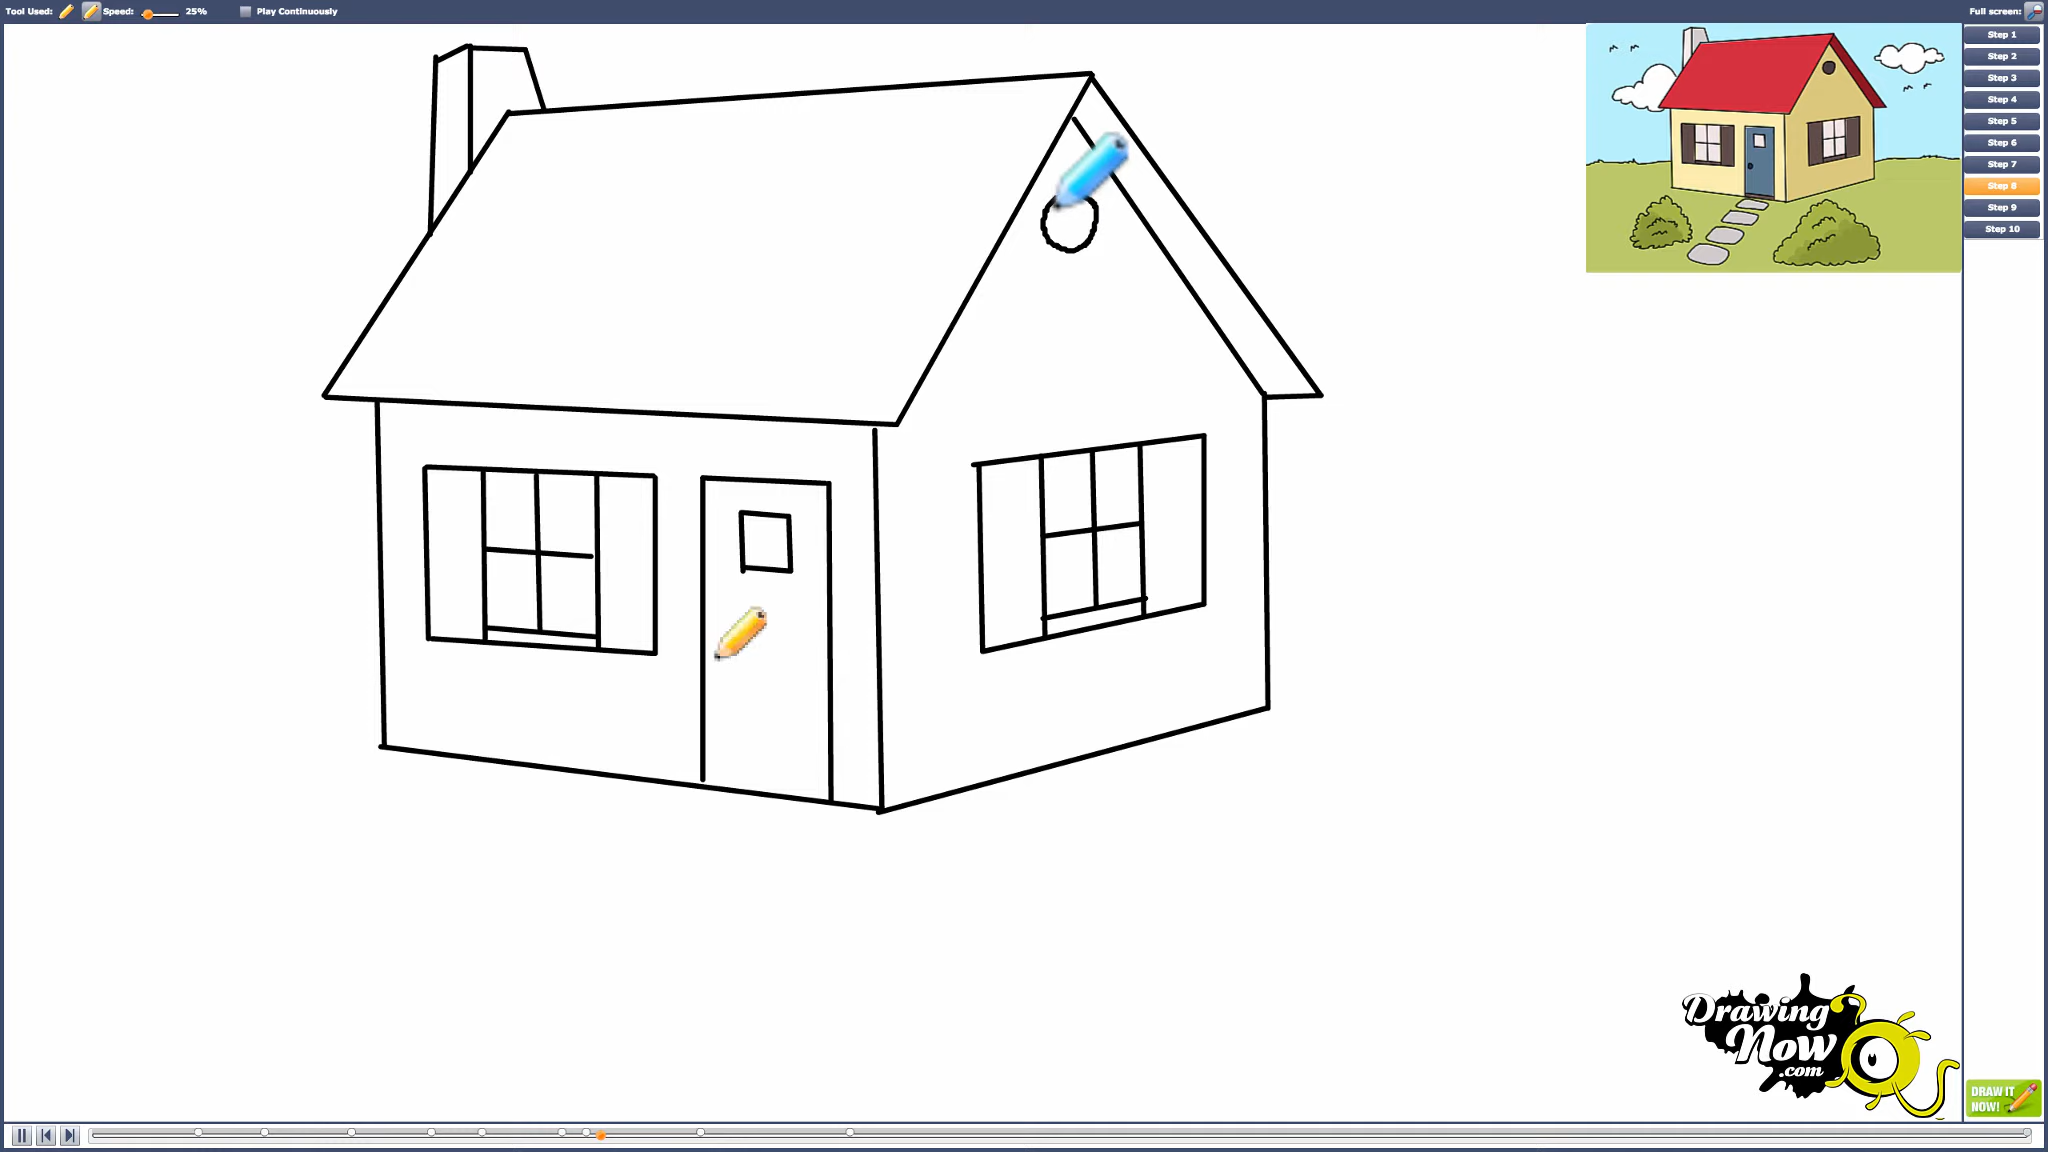 Tool Used: Speed: 25% Play Continuously
Full screen:
Step 1
Step 2
Step 3
Step 4
Step 5
Step 6
Step 7
Step 8
Step 9
Step 10
Drawing
Now
.com
DRAW IT
NOW!